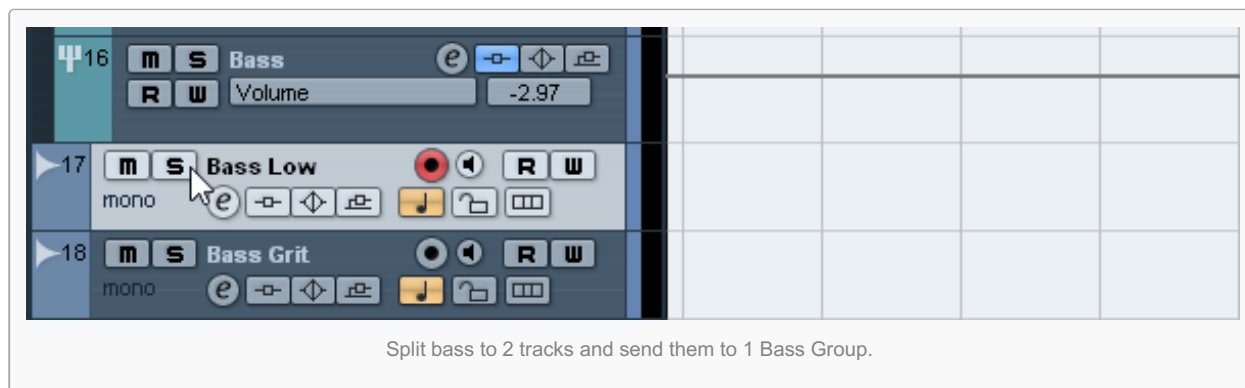 16 m S Bass e
R W Volume -2.97
17 m S Bass Low R W
mono e
18 m S Bass Grit R W
mono e
Split bass to 2 tracks and send them to 1 Bass Group.